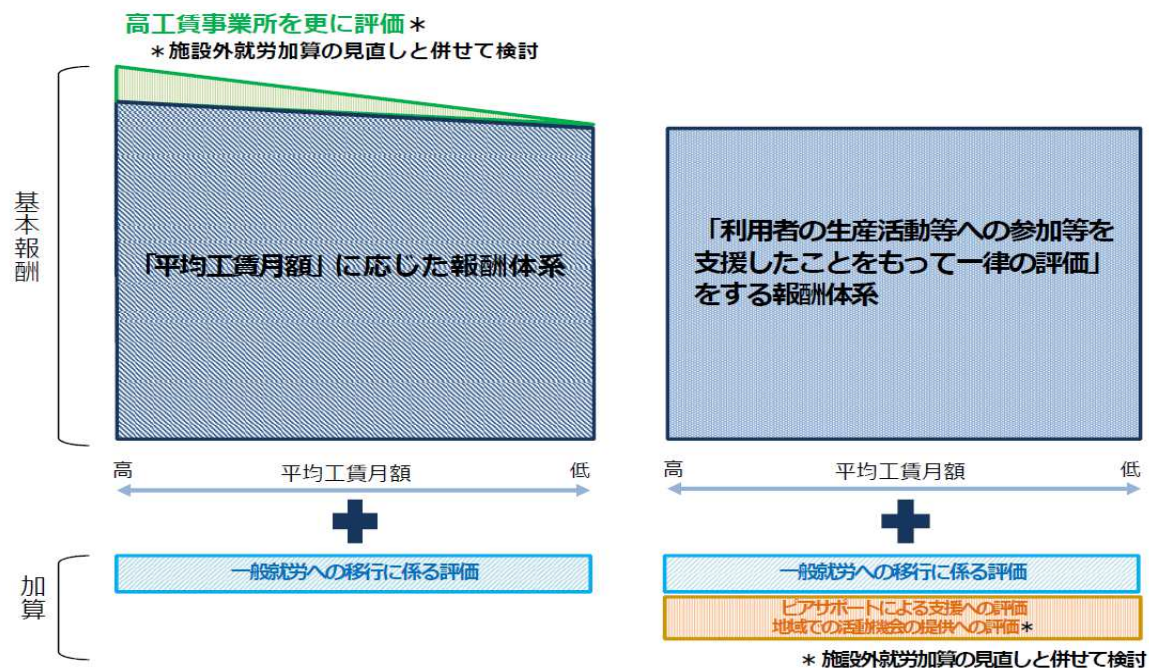 高工賃事業所を更に評価＊
＊施設外就労加算の見直しと併せて検討
基本報酬
「平均工賃月額」に応じた報酬体系
高
平均工賃月額
低
「利用者の生産活動等への参加等を
支援したことをもって一律の評価」
をする報酬体系
高
平均工賃月額
低
加算
一般就労への移行に係る評価
一般就労への移行に係る評価
ピアサポートによる支援への評価
地域での活動機会の提供への評価＊
＊施設外就労加算の見直しと併せて検討